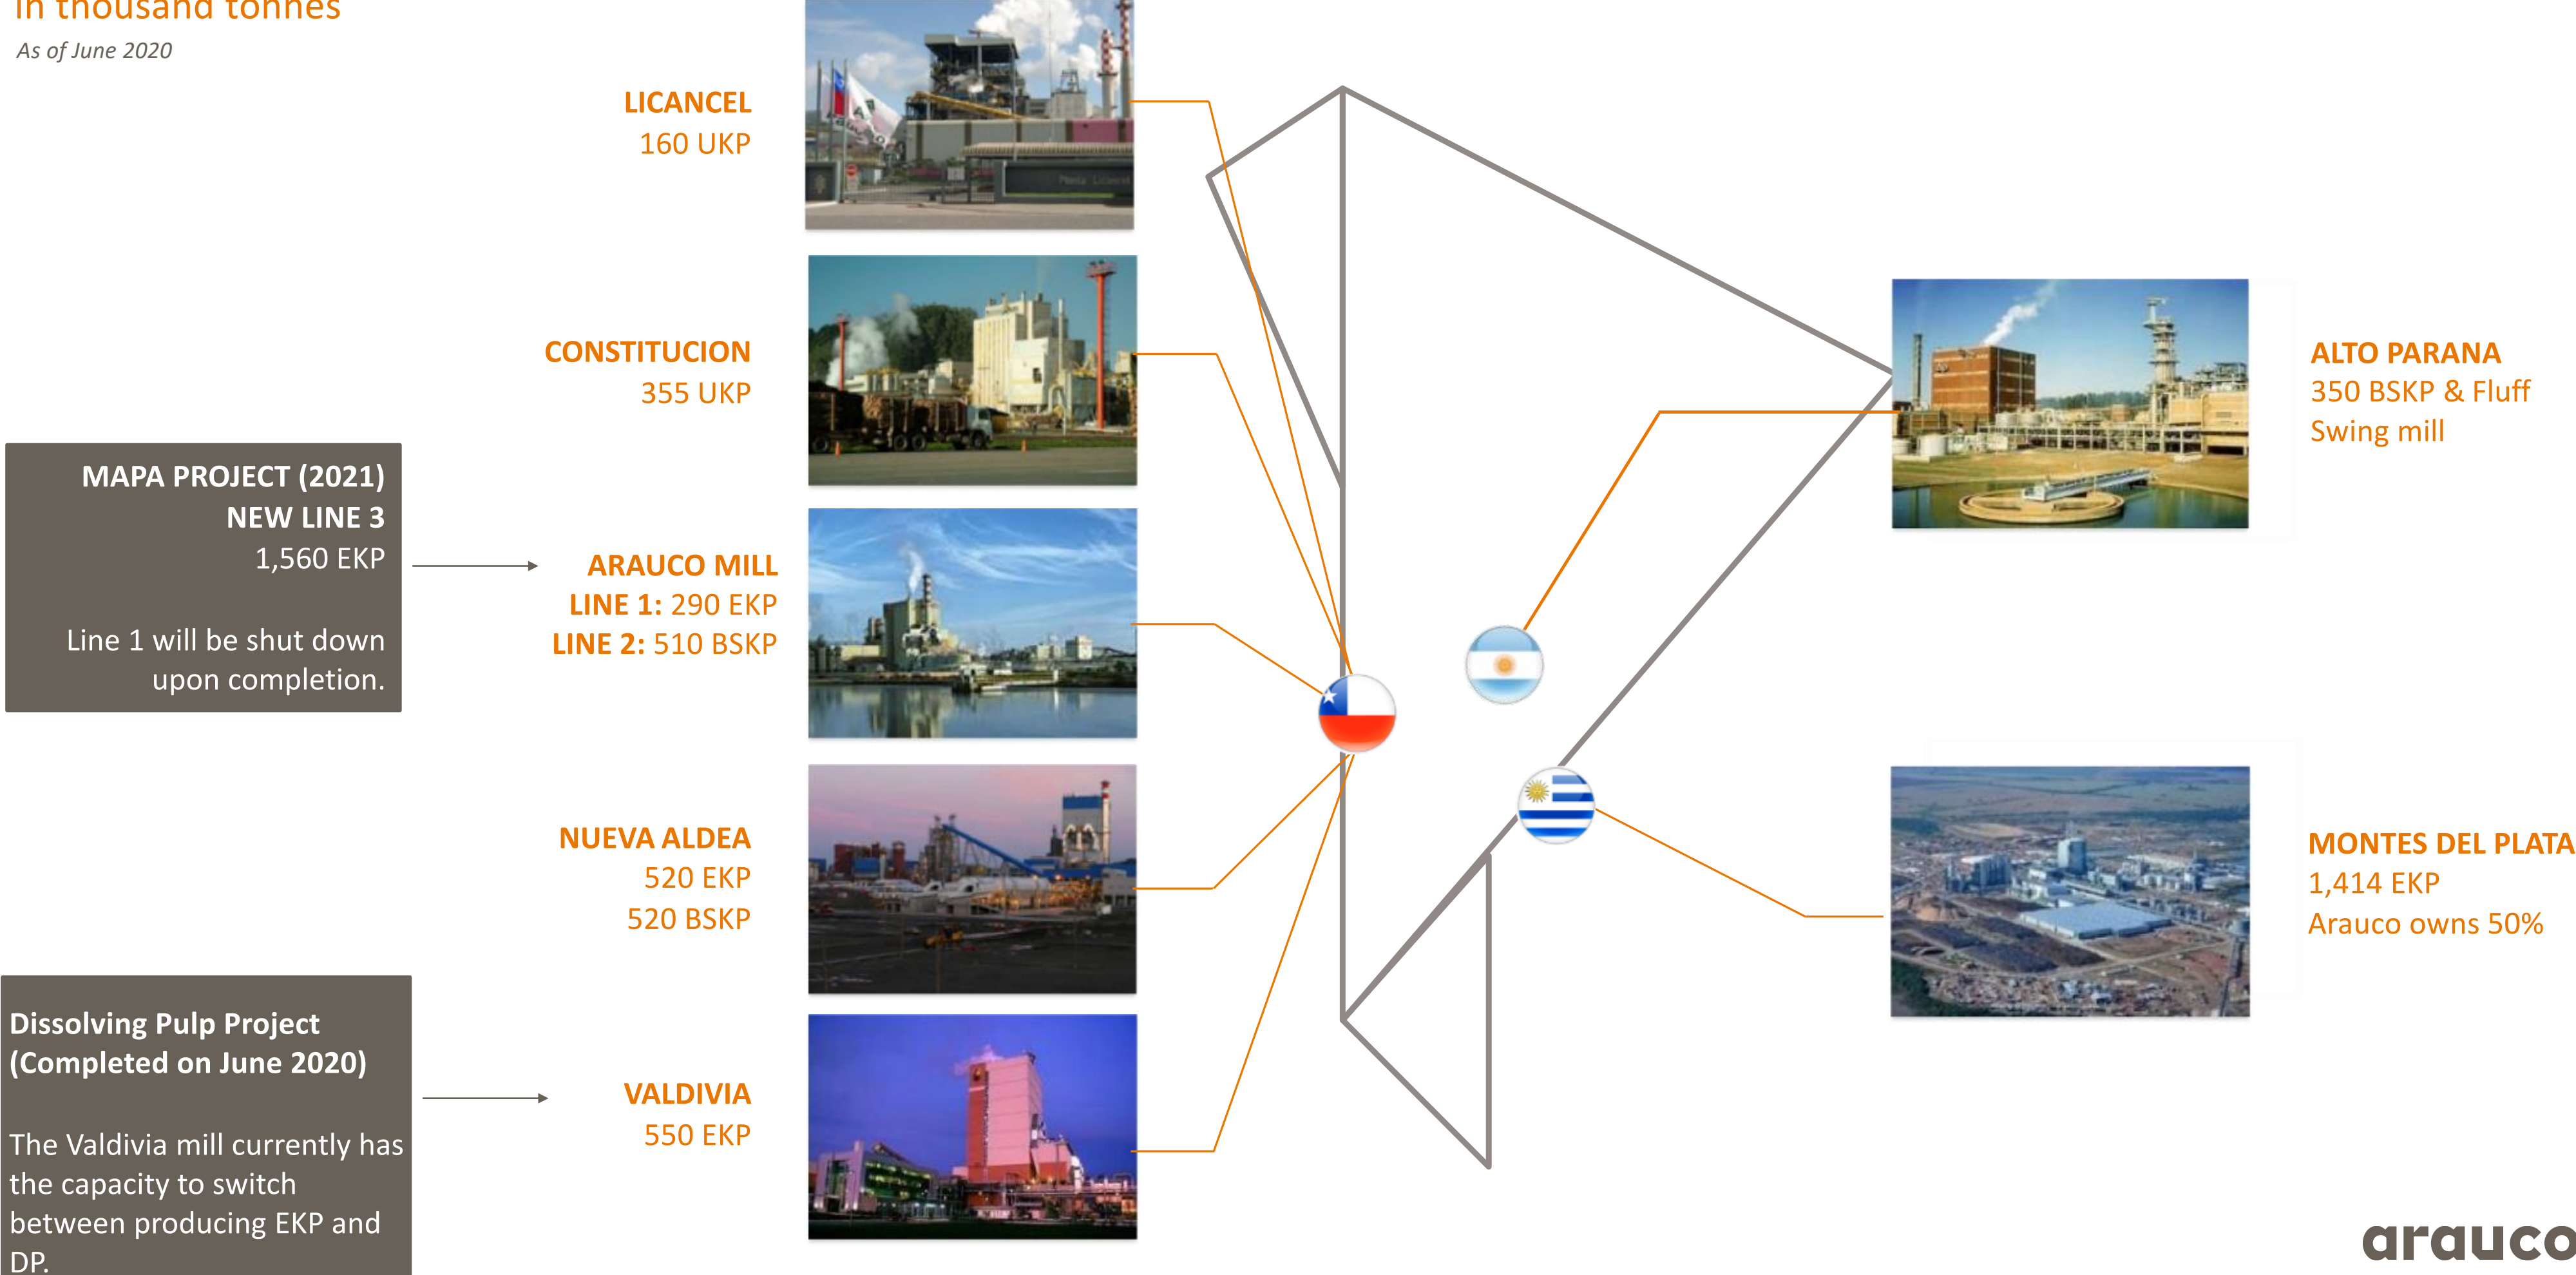 In thousand tonnes
As of June 2020
LICANCEL
160 UKP
CONSTITUCION
355 UKP
MAPA PROJECT (2021)
NEW LINE 3
1,560 EKP
Line 1 will be shut down
upon completion.
ARAUCO MILL
LINE 1: 290 EKP
LINE 2: 510 BSKP
NUEVA ALDEA
520 EKP
520 BSKP
Dissolving Pulp Project
(Completed on June 2020)
The Valdivia mill currently has
the capacity to switch
between producing EKP and
DP.
VALDIVIA
550 EKP
ALTO PARANA
350 BSKP & Fluff
Swing mill
MONTES DEL PLATA
1,414 EKP
Arauco owns 50%
arauco